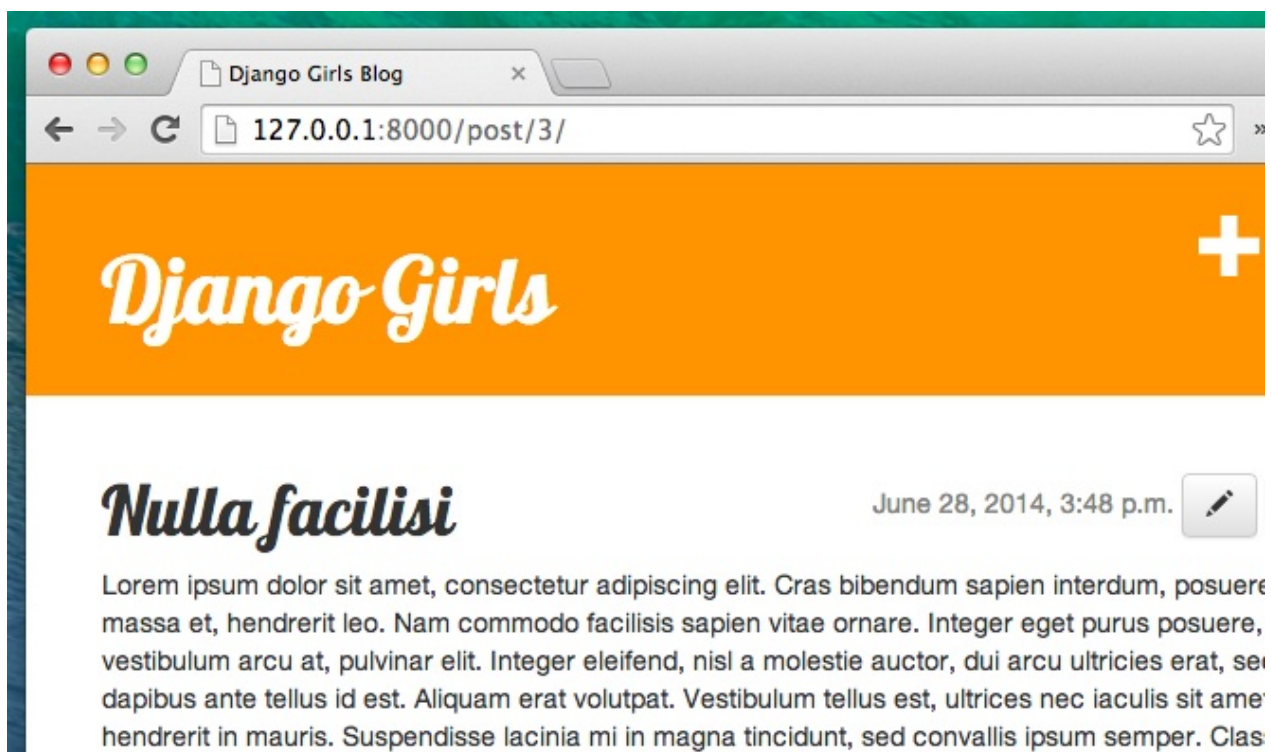 Django Girls Blog
127.0.0.1:8000/post/3/
Django Girls
Nulla facilisi
June 28, 2014, 3:48 p.m.
Lorem ipsum dolor sit amet, consectetur adipiscing elit. Cras bibendum sapien interdum, posuere
massa et, hendrerit leo. Nam commodo facilisis sapien vitae ornare. Integer eget purus posuere,
vestibulum arcu at, pulvinar elit. Integer eleifend, nisl a molestie auctor, dui arcu ultricies erat, sed
dapibus ante tellus id est. Aliquam erat volutpat. Vestibulum tellus est, ultrices nec iaculis sit amet
hendrerit in mauris. Suspendisse lacinia mi in magna tincidunt, sed convallis ipsum semper. Class